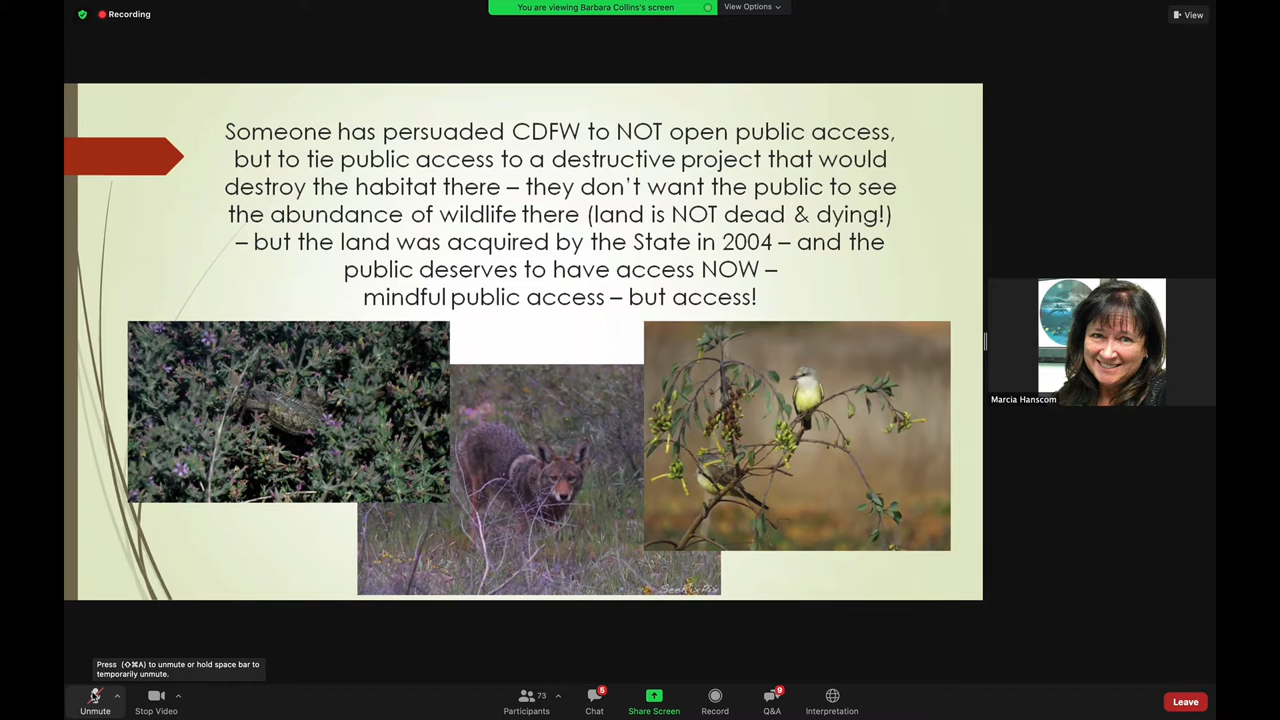 Recording
You are viewing Barbara Collins's screen
View Options
View
Someone has persuaded CDFW to NOT open public access,
but to tie public access to a destructive project that would
destroy the habitat there – they don't want the public to see
the abundance of wildlife there (land is NOT dead & dying!)
– but the land was acquired by the State in 2004 – and the
public deserves to have access NOW –
mindful public access – but access!
Marcia Hanscom
Press (⇧⌘A) to unmute or hold space bar to
temporarily unmute.
Unmute
Stop Video
73
Participants
5
Chat
Share Screen
Record
9
Q&A
Interpretation
Leave